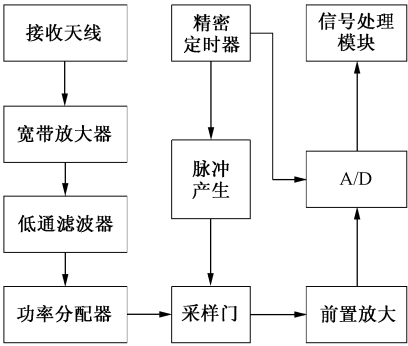 接收天线
宽带放大器
低通滤波器
功率分配器
精密
定时器
脉冲
产生
采样门
信号处理
模块
A/D
前置放大